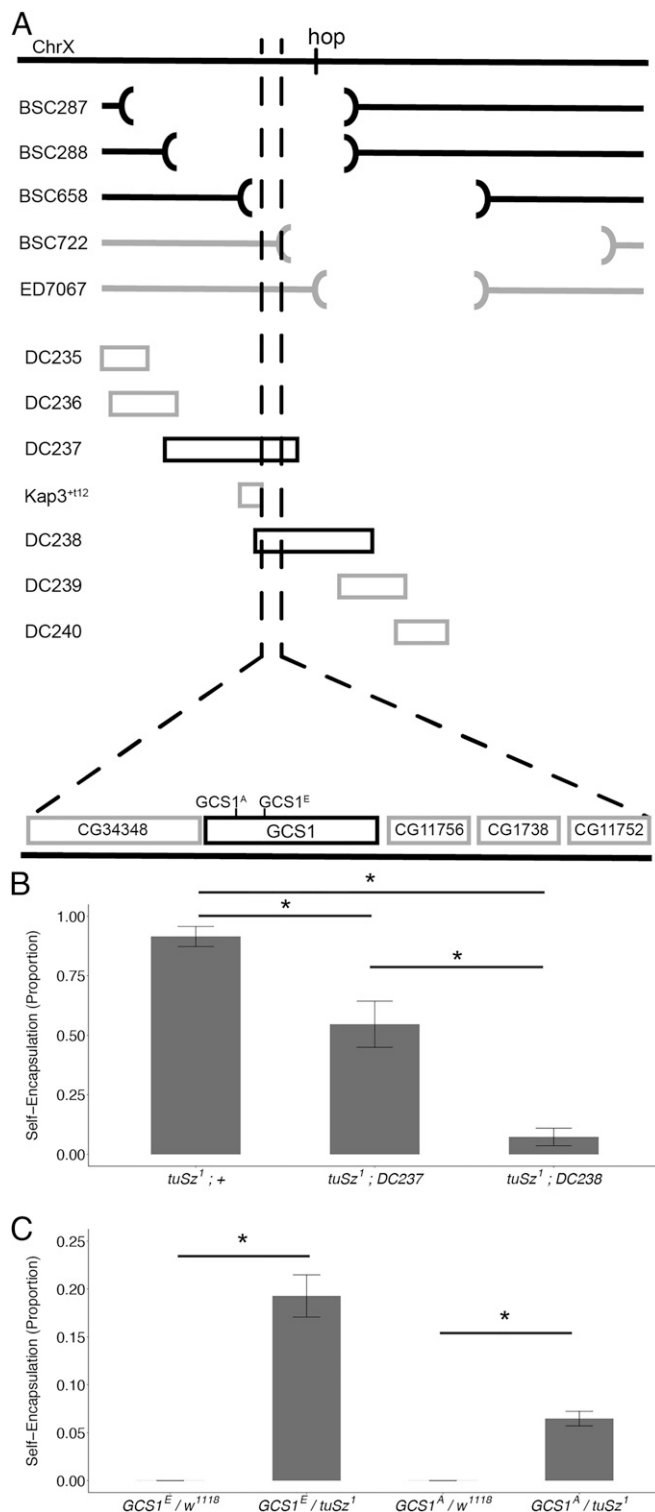 A
ChrX
hop
BSC287
BSC288
BSC658
BSC722
ED7067
DC235
DC236
DC237
Kap3+t12
DC238
DC239
DC240
GCS1A GCS1E
CG34348 GCS1 CG11756 CG1738 CG11752
B
*
*
*
Self-Encapsulation (Proportion)
1.00
0.75
0.50
0.25
0.00
tuSz1 ; + tuSz1 ; DC237 tuSz1 ; DC238
C
*
*
Self-Encapsulation (Proportion)
0.25
0.20
0.15
0.10
0.05
0.00
GCS1E / w1118 GCS1E / tuSz1 GCS1A / w1118 GCS1A / tuSz1